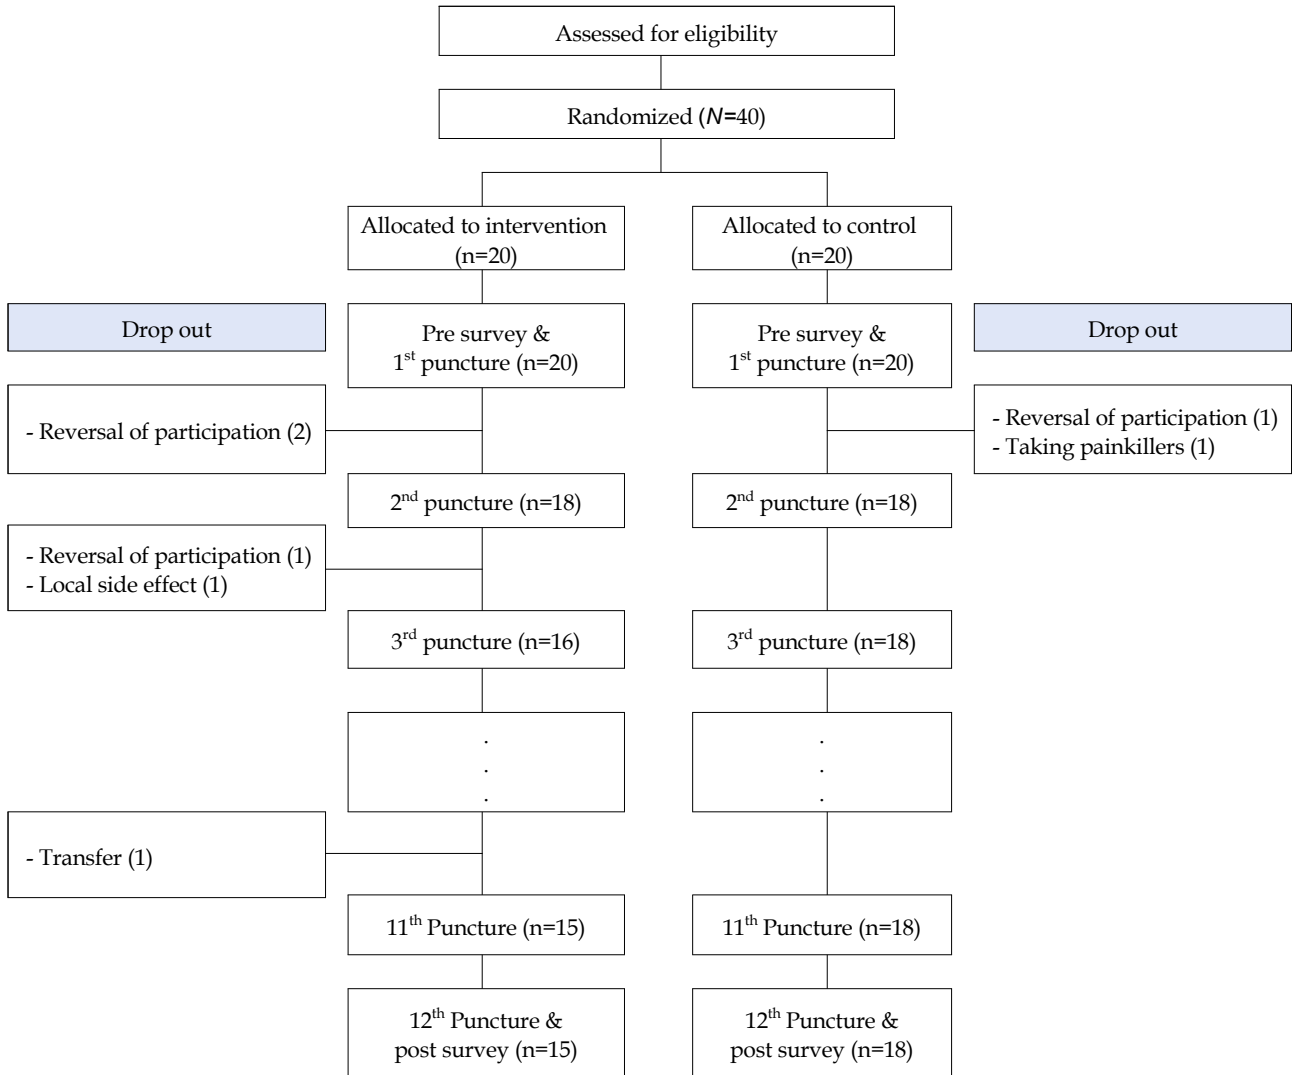 Assessed for eligibility
Randomized (N=40)
Allocated to intervention
(n=20)
Allocated to control
(n=20)
Drop out
Pre survey &
1st puncture (n=20)
Pre survey &
1st puncture (n=20)
Drop out
- Reversal of participation (2)
- Reversal of participation (1)
- Taking painkillers (1)
2nd puncture (n=18)
2nd puncture (n=18)
- Reversal of participation (1)
- Local side effect (1)
3rd puncture (n=16)
3rd puncture (n=18)
.
.
.
.
.
.
- Transfer (1)
11th Puncture (n=15)
11th Puncture (n=18)
12th Puncture &
post survey (n=15)
12th Puncture &
post survey (n=18)